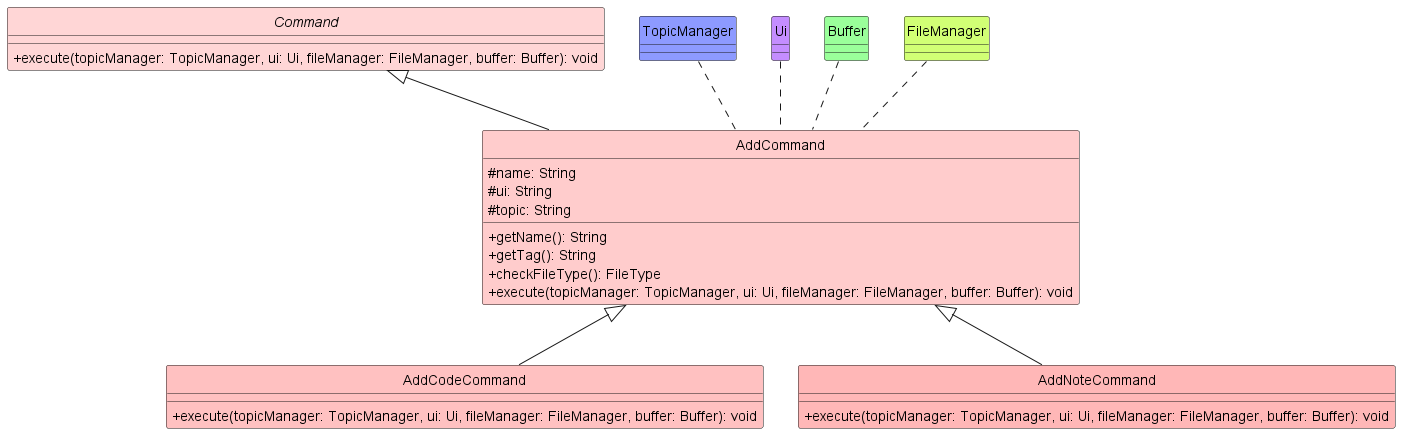 Command
+execute(topicManager: TopicManager, ui: Ui, fileManager: FileManager, buffer: Buffer): void
TopicManager
Ui
Buffer
FileManager
AddCommand
#name: String
#ui: String
#topic: String
+getName(): String
+getTag(): String
+checkFileType(): FileType
+execute(topicManager: TopicManager, ui: Ui, fileManager: FileManager, buffer: Buffer): void
AddCodeCommand
+execute(topicManager: TopicManager, ui: Ui, fileManager: FileManager, buffer: Buffer): void
AddNoteCommand
+execute(topicManager: TopicManager, ui: Ui, fileManager: FileManager, buffer: Buffer): void